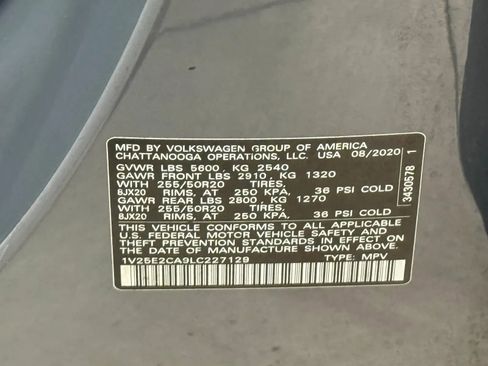 MFD BY VOLKSWAGEN GROUP OF AMERICA
CHATTANOOGA OPERATIONS, LLC. USA 08/2020
GVWR LBS 5600 , KG 2540
GAWR FRONT LBS 2910 , KG 1320
WITH 255/50R20 TIRES,
8JX20 RIMS, AT 250 KPA, 36 PSI COLD
GAWR REAR LBS 2800 , KG 1270
WITH 255/50R20 TIRES,
8JX20 RIMS, AT 250 KPA, 36 PSI COLD
THIS VEHICLE CONFORMS TO ALL APPLICABLE
U.S. FEDERAL MOTOR VEHICLE SAFETY AND
THEFT PREVENTION STANDARDS IN EFFECT ON
THE DATE OF MANUFACTURE SHOWN ABOVE.
1V25E2CA9LC227129 TYPE: MPV
3430578 1